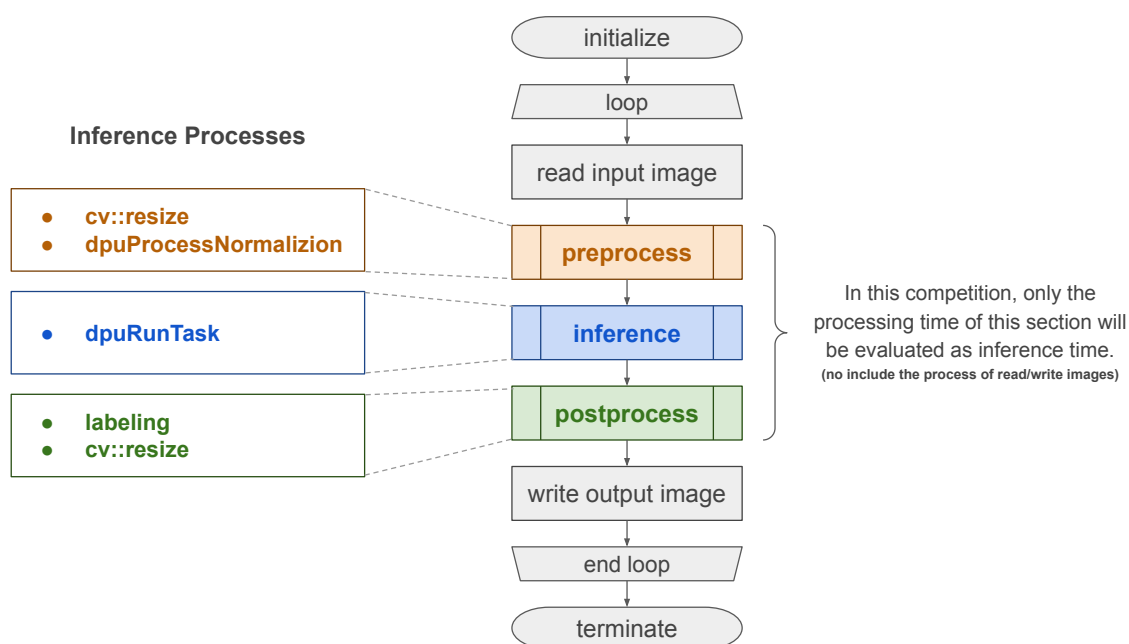 initialize
loop
Inference Processes
read input image
● cv::resize
● dpuProcessNormalizion
preprocess
In this competition, only the
processing time of this section will
be evaluated as inference time.
(no include the process of read/write images)
● dpuRunTask
inference
● labeling
● cv::resize
postprocess
write output image
end loop
terminate